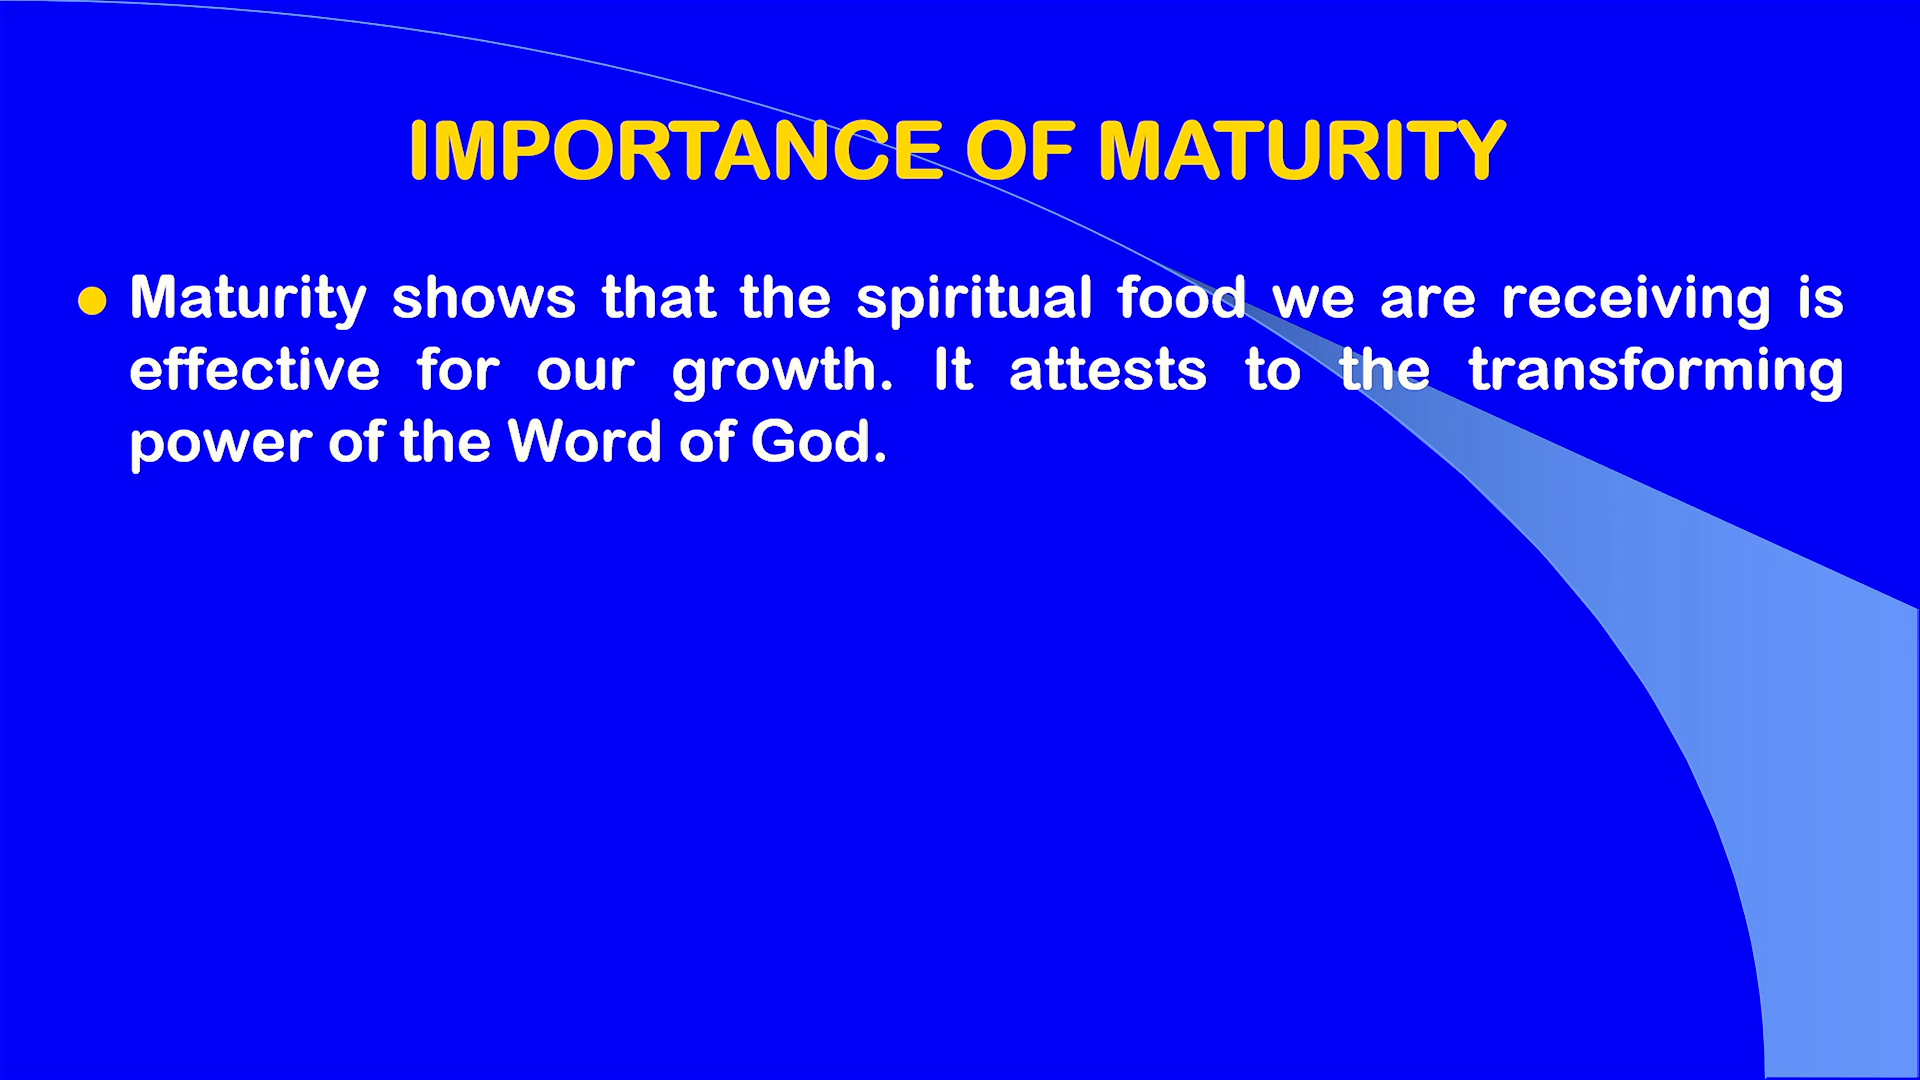 IMPORTANCE OF MATURITY
Maturity shows that the spiritual food we are receiving is
effective for our growth. It attests to the transforming
power of the Word of God.